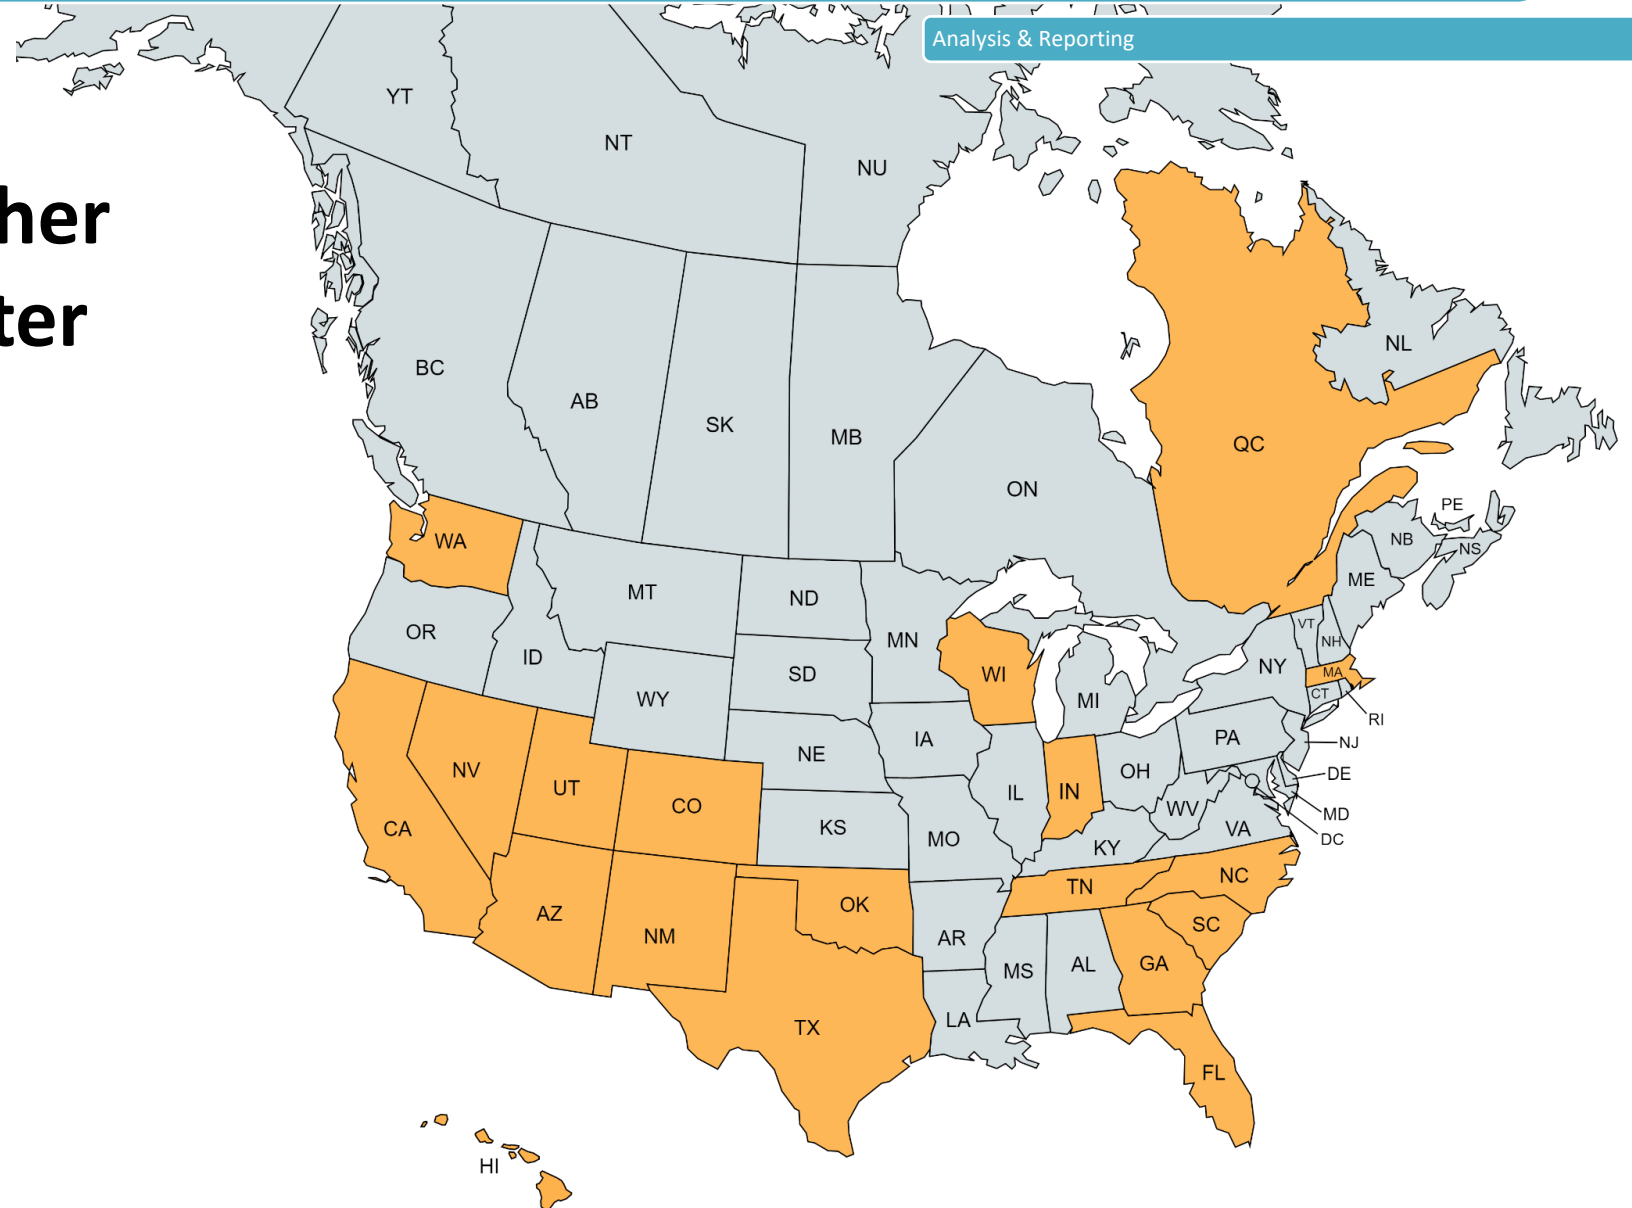 Analysis & Reporting
her
ter
YT
NT
NU
BC
AB
SK
MB
ON
QC
NL
PE
NB
NS
WA
MT
ND
MN
ME
OR
ID
SD
WI
MI
NY
VT
NH
MA
CT
RI
WY
NE
IA
PA
NJ
NV
UT
CO
KS
IL
IN
OH
DE
WV
MD
CA
MO
KY
VA
DC
AZ
NM
OK
AR
TN
NC
SC
TX
LA
MS
AL
GA
FL
HI